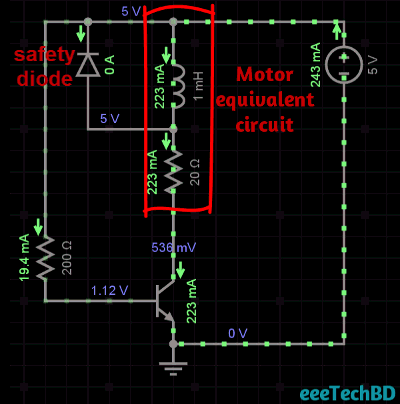 5 V
safety
diode
0 A
223 mA
1 mH
Motor
equivalent
circuit
243 mA
5 V
5 V
223 mA
20 Ω
19.4 mA
200 Ω
536 mV
1.12 V
223 mA
0 V
eeeTechBD